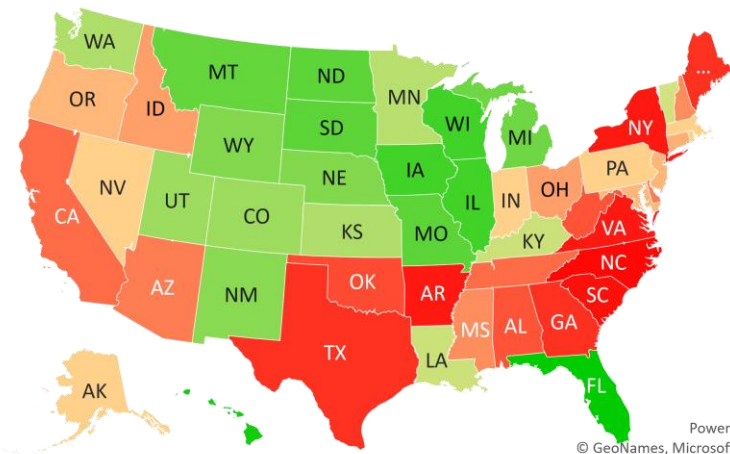 WA
MT
ND
MN
OR
ID
SD
WI
MI
NY
...
WY
IA
PA
NV
NE
IL
IN
OH
CA
UT
CO
KS
MO
KY
VA
AZ
NM
OK
AR
NC
SC
TX
LA
MS
AL
GA
AK
FL
Power
© GeoNames, Microsof